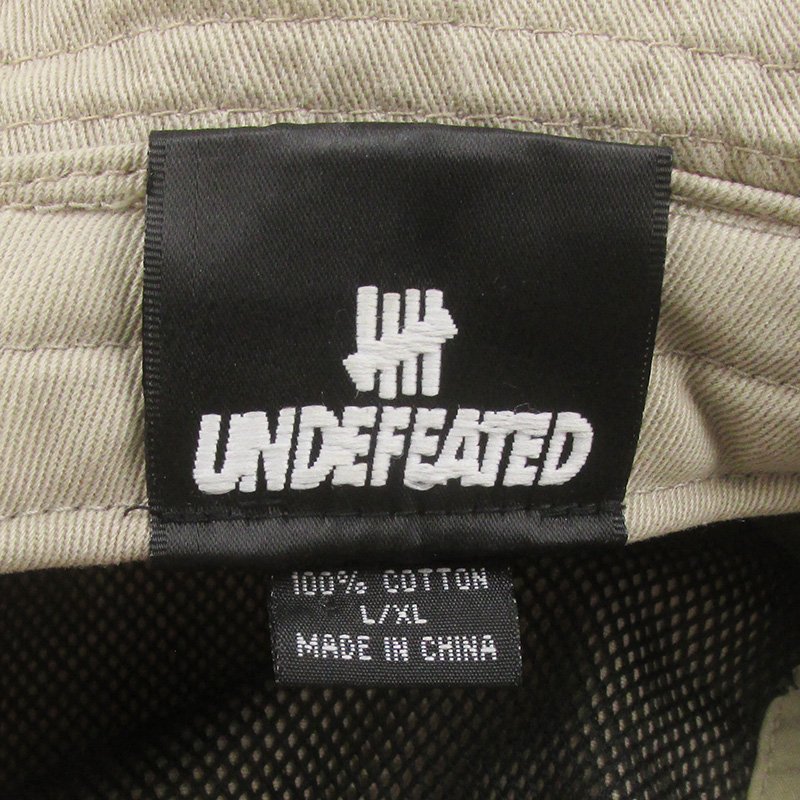 UNDEFEATED
100% COTTON
L/XL
MADE IN CHINA